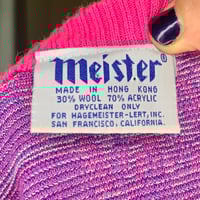 meister®
MADE IN HONG KONG
30% WOOL 70% ACRYLIC
DRYCLEAN ONLY
FOR HAGEMEISTER-LERT, INC.
SAN FRANCISCO, CALIFORNIA.